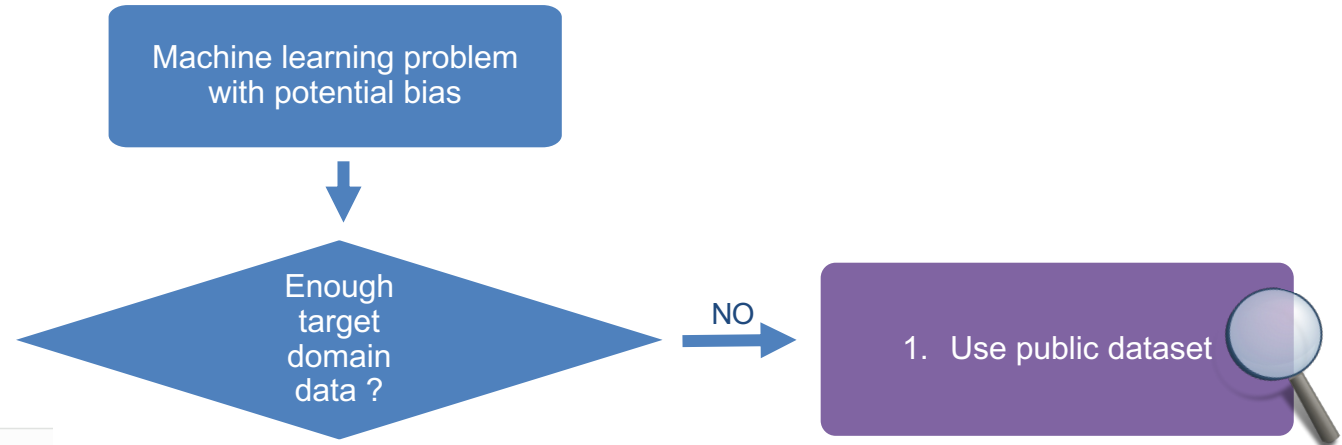 Machine learning problem
with potential bias
Enough
target
domain
data ?
NO
1. Use public dataset